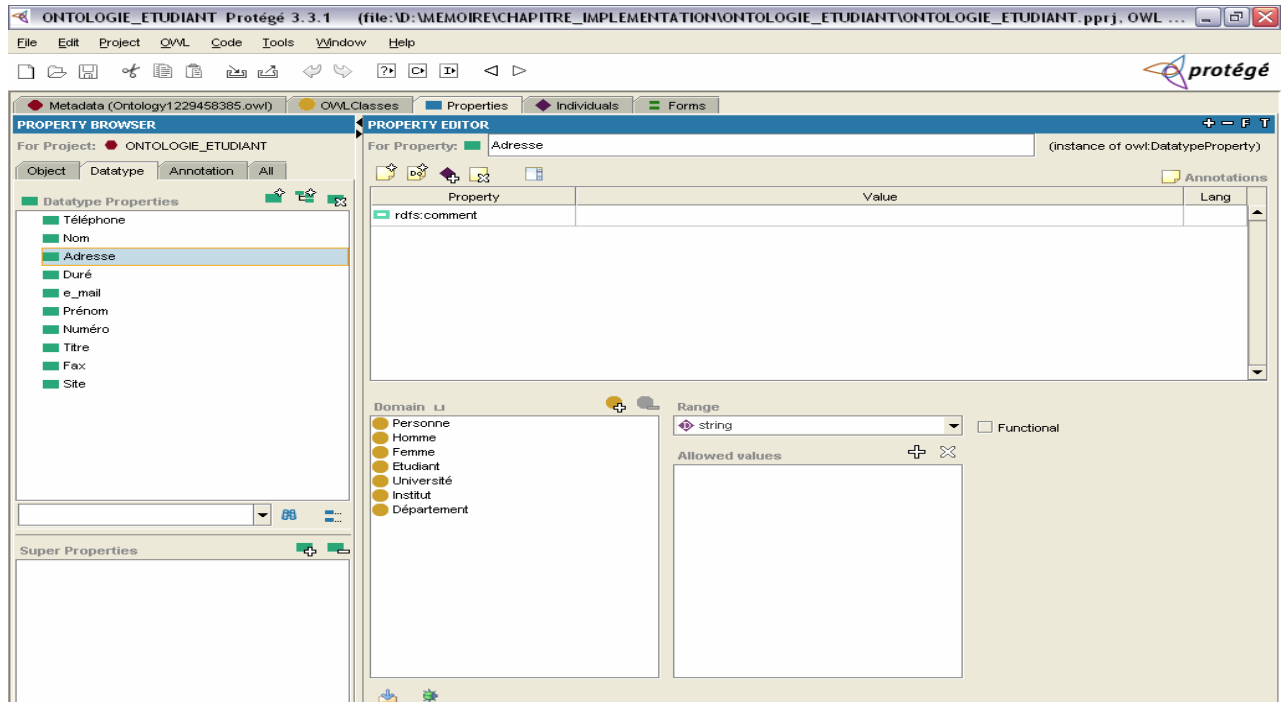 ONTOLOGIE_ETUDIANT Protégé 3.3.1 (file:\D:\MEMOIRE\CHAPITRE_IMPLEMENTATION\ONTOLOGIE_ETUDIANT\ONTOLOGIE_ETUDIANT.pprj, OWL ...
File Edit Project OWL Code Tools Window Help
protégé
Metadata (Ontology1229458385.owl) OWLClasses Properties Individuals Forms
PROPERTY BROWSER
For Project: ONTOLOGIE_ETUDIANT
Object Datatype Annotation All
Datatype Properties
Téléphone
Nom
Adresse
Duré
e_mail
Prénom
Numéro
Titre
Fax
Site
Super Properties
PROPERTY EDITOR
F T
For Property: Adresse (instance of owl:DatatypeProperty)
Annotations
Property Value Lang
rdfs:comment
Domain ⊔
Personne
Homme
Femme
Etudiant
Université
Institut
Département
Range
string
Functional
Allowed values